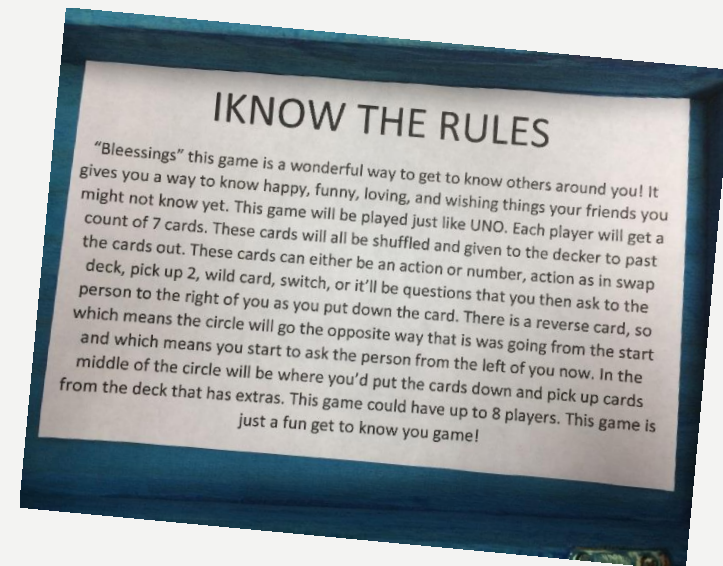 IKNOW THE RULES
"Bleessings" this game is a wonderful way to get to know others around you! It
gives you a way to know happy, funny, loving, and wishing things your friends you
might not know yet. This game will be played just like UNO. Each player will get a
count of 7 cards. These cards will all be shuffled and given to the decker to past
the cards out. These cards can either be an action or number, action as in swap
deck, pick up 2, wild card, switch, or it'll be questions that you then ask to the
person to the right of you as you put down the card. There is a reverse card, so
which means the circle will go the opposite way that is was going from the start
and which means you start to ask the person from the left of you now. In the
middle of the circle will be where you'd put the cards down and pick up cards
from the deck that has extras. This game could have up to 8 players. This game is
just a fun get to know you game!